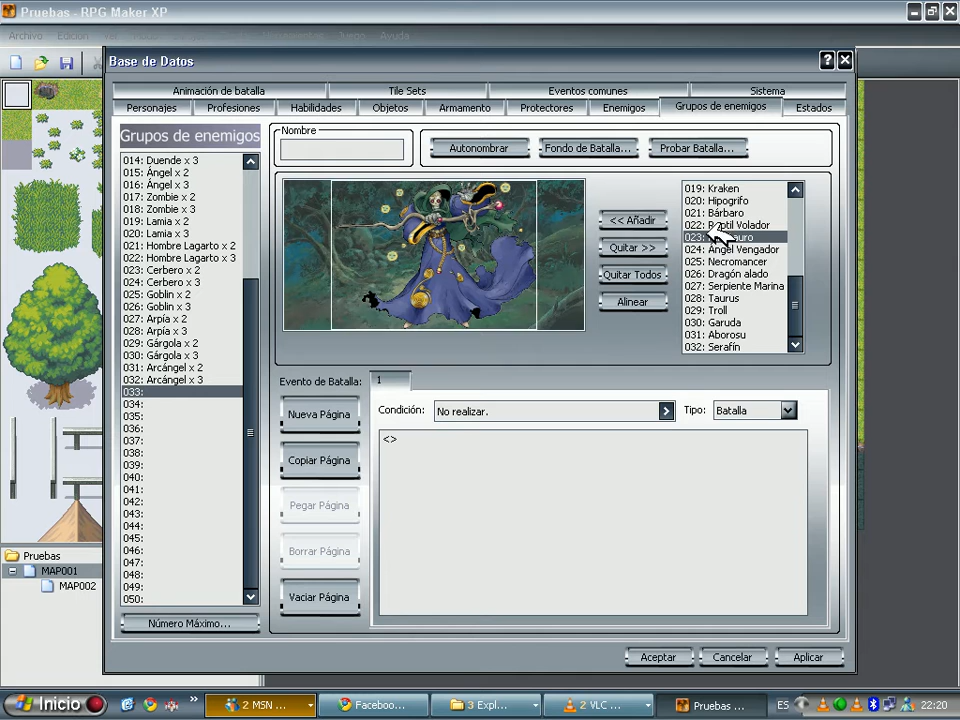 Pruebas - RPG Maker XP
Archivo Edición Ver Juego Ayuda
Base de Datos
Animación de batalla Tile Sets Eventos comunes Sistema
Personajes Profesiones Habilidades Objetos Armamento Protectores Enemigos Grupos de enemigos Estados
Grupos de enemigos
014: Duende x 3
015: Ángel x 2
016: Ángel x 3
017: Zombie x 2
018: Zombie x 3
019: Lamia x 2
020: Lamia x 3
021: Hombre Lagarto x 2
022: Hombre Lagarto x 3
023: Cerbero x 2
024: Cerbero x 3
025: Goblin x 2
026: Goblin x 3
027: Arpía x 2
028: Arpía x 3
029: Gárgola x 2
030: Gárgola x 3
031: Arcángel x 2
032: Arcángel x 3
033:
034:
035:
036:
037:
038:
039:
040:
041:
042:
043:
044:
045:
046:
047:
048:
049:
050:
Número Máximo...
Nombre
Autonombrar Fondo de Batalla... Probar Batalla...
<< Añadir
Quitar >>
Quitar Todos
Alinear
019: Kraken
020: Hipogrifo
021: Bárbaro
022: Reptil Volador
023:
024: Ángel Vengador
025: Necromancer
026: Dragón alado
027: Serpiente Marina
028: Taurus
029: Troll
030: Garuda
031: Aborosu
032: Serafín
Evento de Batalla: 1
Nueva Página
Copiar Página
Pegar Página
Borrar Página
Vaciar Página
Condición: No realizar. Tipo: Batalla
<>
Aceptar Cancelar Aplicar
Pruebas
MAP001
MAP002
Inicio » 2 MSN ... Faceboo... 3 Expl... 2 VLC ... Pruebas ... ES 22:20